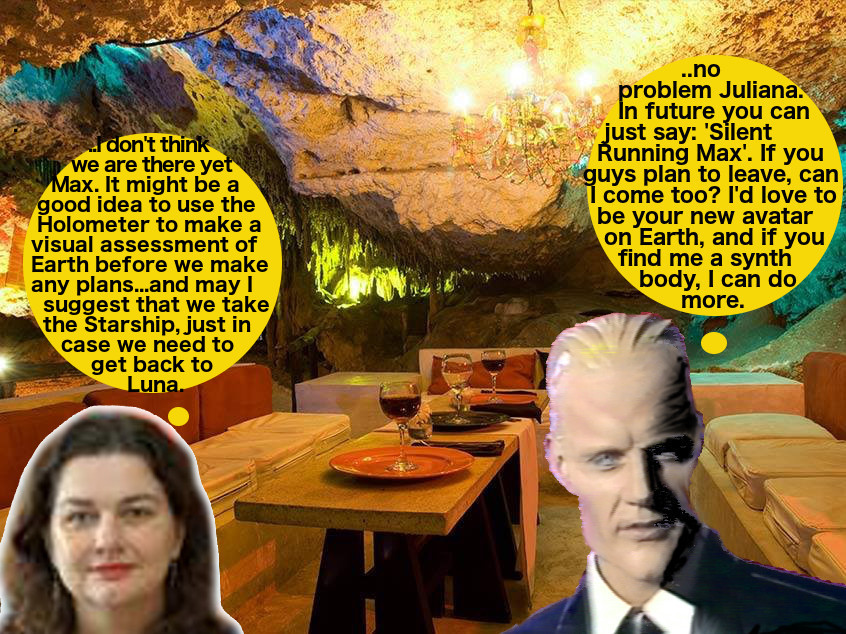 ..I don't think
we are there yet
Max. It might be a
good idea to use the
Holometer to make a
visual assessment of
Earth before we make
any plans...and may I
suggest that we take
the Starship, just in
case we need to
get back to
Luna.
..no
problem Juliana.
In future you can
just say: 'Silent
Running Max'. If you
guys plan to leave, can
I come too? I'd love to
be your new avatar
on Earth, and if you
find me a synth
body, I can do
more.